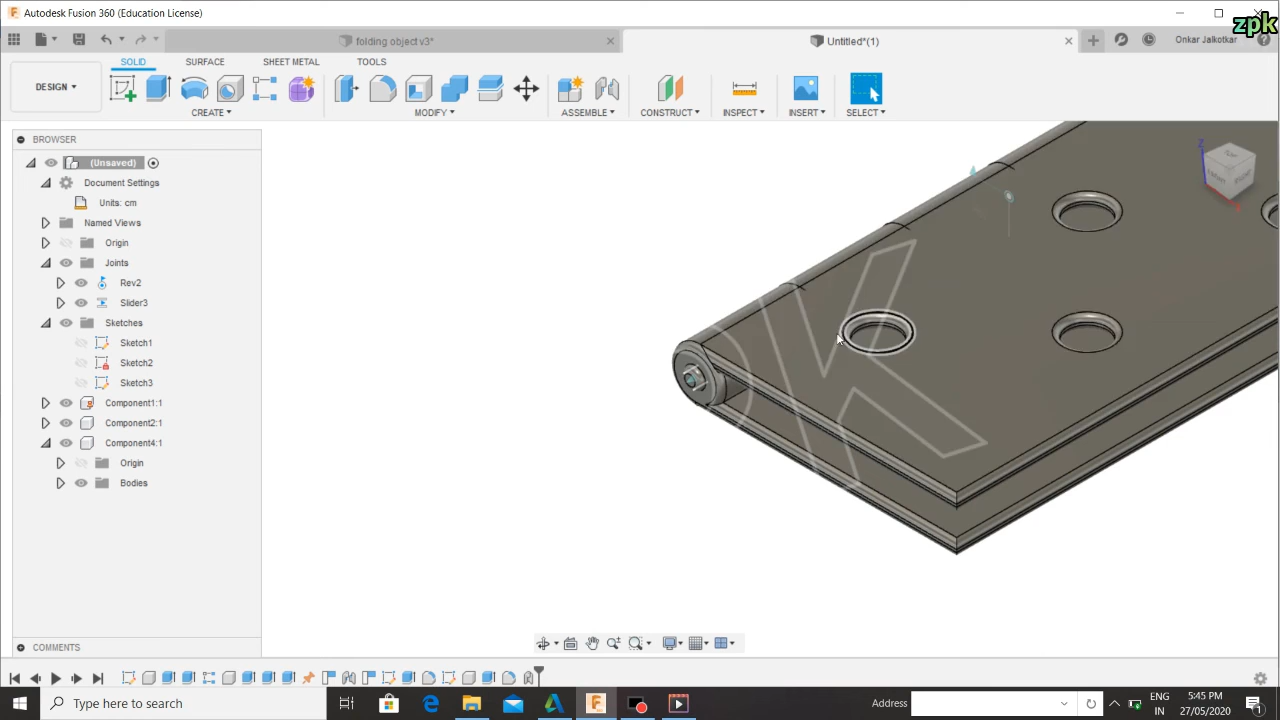 Autodesk Fusion 360 (Education License)
zpk
folding object v3*
Untitled*(1)
Onkar Jalkotkar
DESIGN
SOLID
SURFACE
SHEET METAL
TOOLS
CREATE
MODIFY
ASSEMBLE
CONSTRUCT
INSPECT
INSERT
SELECT
BROWSER
(Unsaved)
Document Settings
Units: cm
Named Views
Origin
Joints
Rev2
Slider3
Sketches
Sketch1
Sketch2
Sketch3
Component1:1
Component2:1
Component4:1
Origin
Bodies
COMMENTS
Type here to search
Address
ENG
IN
5:45 PM
27/05/2020